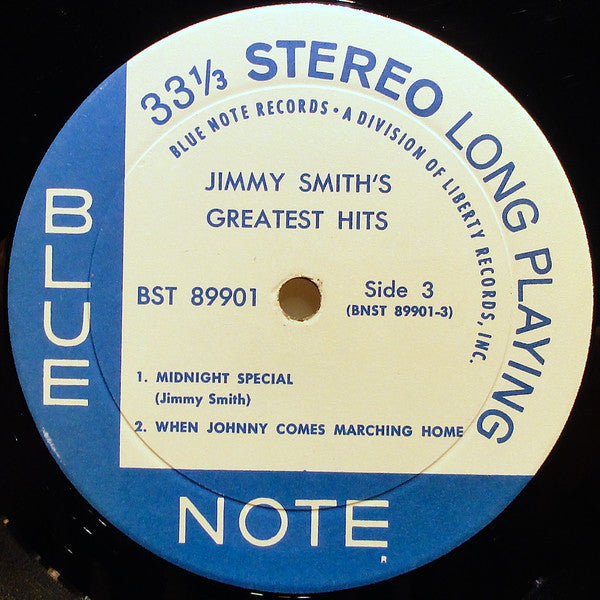 33⅓ STEREO LONG PLAYING
BLUE NOTE RECORDS • A DIVISION OF LIBERTY RECORDS, INC.
JIMMY SMITH'S
GREATEST HITS
BST 89901
Side 3
(BNST 89901-3)
1. MIDNIGHT SPECIAL
(Jimmy Smith)
2. WHEN JOHNNY COMES MARCHING HOME
BLUE
NOTE
R